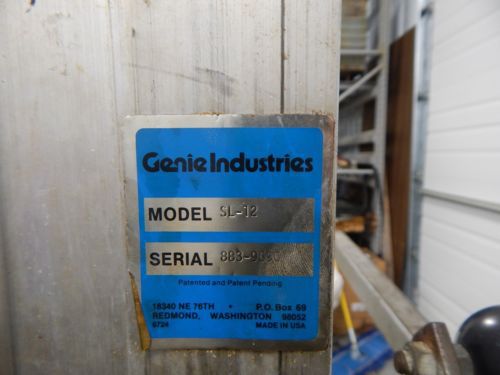 Genie Industries
MODEL SL-12
SERIAL
Patented and Patent Pending
18340 NE 76TH • P.O. Box 69
REDMOND, WASHINGTON 98052
6724 MADE IN USA